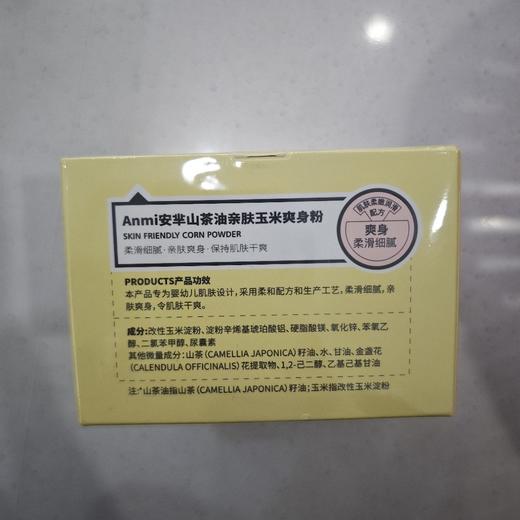 Anmi安芈山茶油亲肤玉米爽身粉
SKIN FRIENDLY CORN POWDER
柔滑细腻·亲肤爽身·保持肌肤干爽
肌肤柔嫩润滑
配方
爽身
柔滑细腻
PRODUCTS产品功效
本产品专为婴幼儿肌肤设计，采用柔和配方和生产工艺，柔滑细腻，亲
肤爽身，令肌肤干爽。
成分:改性玉米淀粉、淀粉辛烯基琥珀酸铝、硬脂酸镁、氧化锌、苯氧乙
醇、二氯苯甲醇、尿囊素
其他微量成分：山茶（CAMELLIA JAPONICA）籽油、水、甘油、金盏花
(CALENDULA OFFICINALIS）花提取物、1,2-己二醇、乙基己基甘油
注:"山茶油指山茶（CAMELLIA JAPONICA）籽油;玉米指改性玉米淀粉